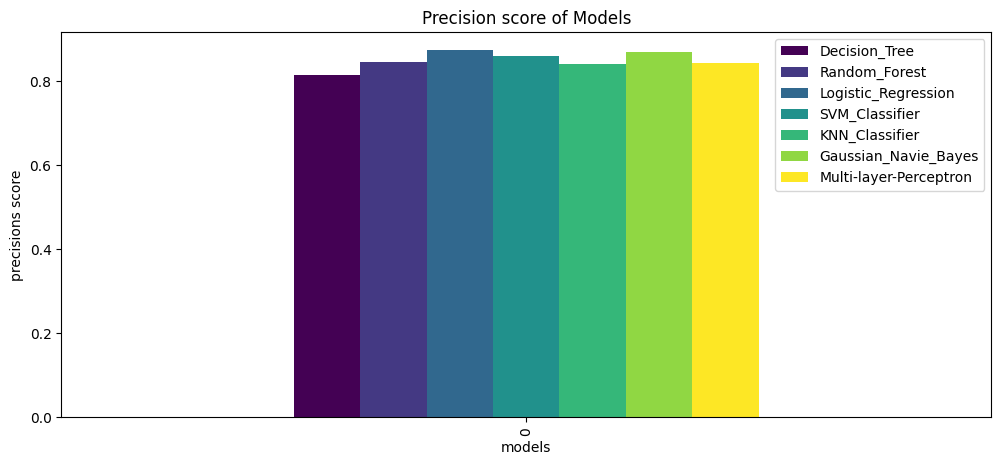 Precision score of Models
precisions score
0.8
0.6
0.4
0.2
0.0
Decision_Tree
Random_Forest
Logistic_Regression
SVM_Classifier
KNN_Classifier
Gaussian_Navie_Bayes
Multi-layer-Perceptron
0
models